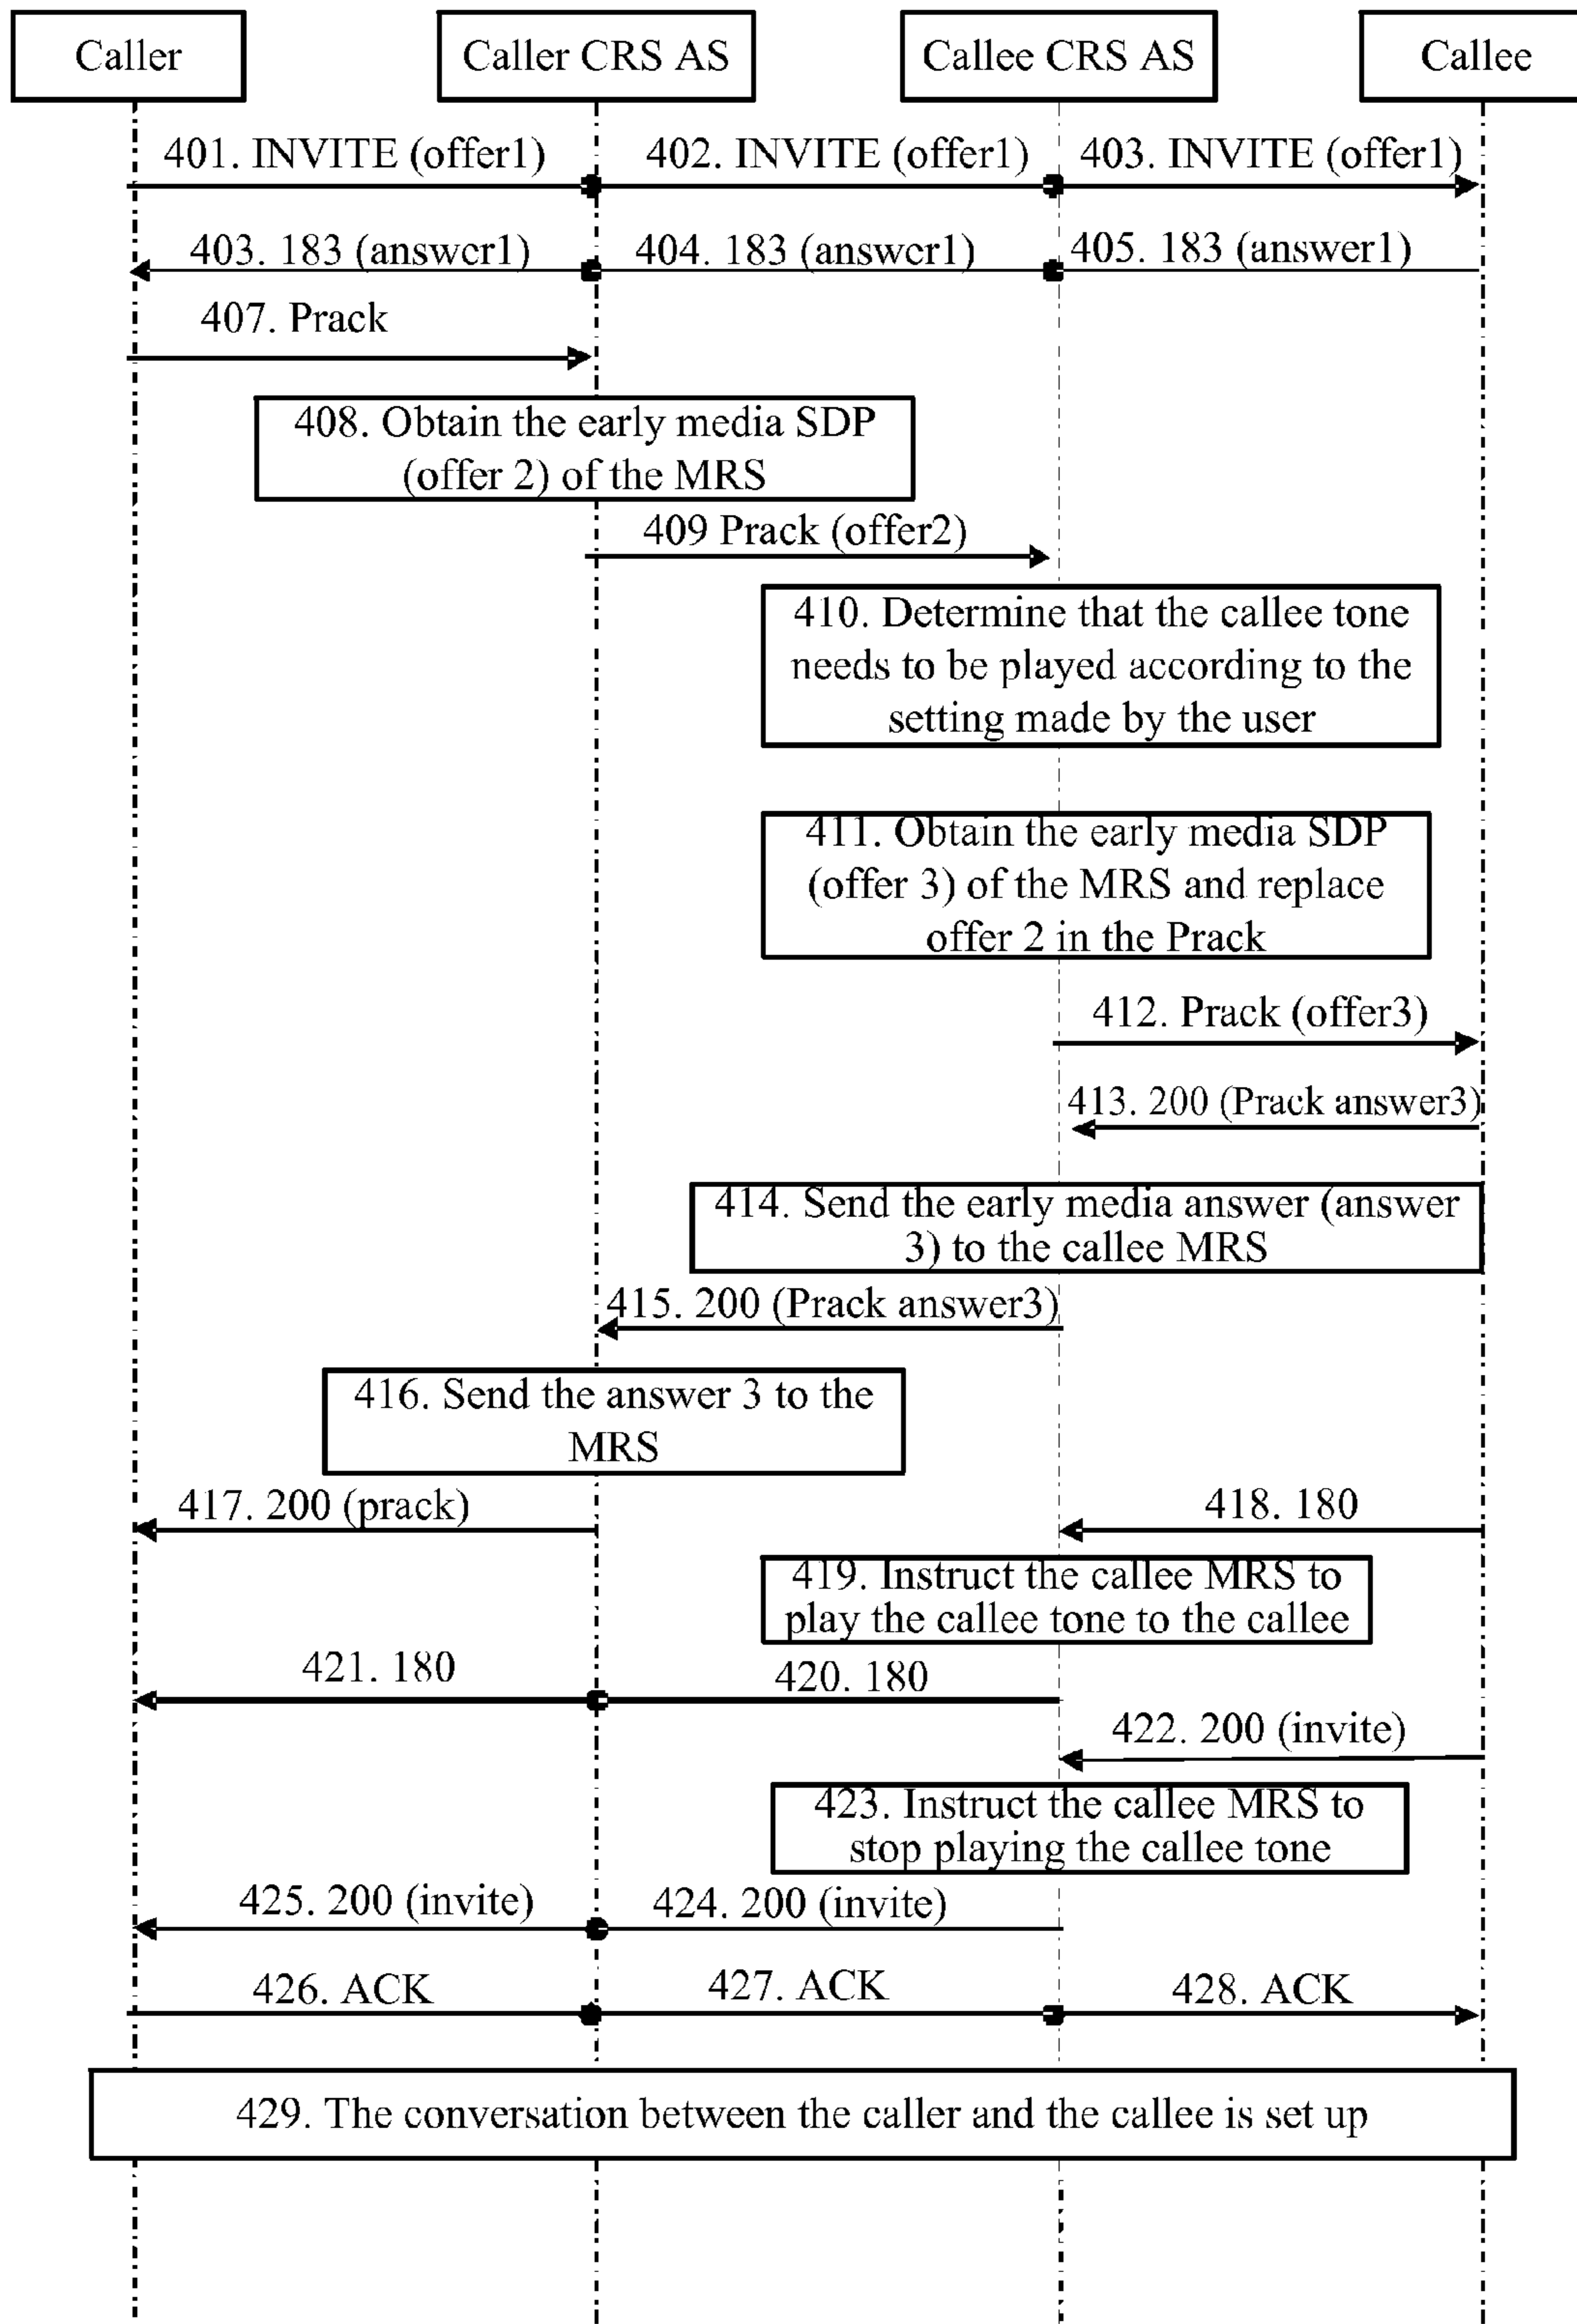 Caller
Caller CRS AS
Callee CRS AS
Callee
401. INVITE (offer1)
402. INVITE (offer1)
403. INVITE (offer1)
403. 183 (answer1)
404. 183 (answer1)
405. 183 (answer1)
407. Prack
408. Obtain the early media SDP
(offer 2) of the MRS
409 Prack (offer2)
410. Determine that the callee tone
needs to be played according to the
setting made by the user
411. Obtain the early media SDP
(offer 3) of the MRS and replace
offer 2 in the Prack
412. Prack (offer3)
413. 200 (Prack answer3)
414. Send the early media answer (answer
3) to the callee MRS
415. 200 (Prack answer3)
416. Send the answer 3 to the
MRS
417. 200 (prack)
418. 180
419. Instruct the callee MRS to
play the callee tone to the callee
421. 180
420. 180
422. 200 (invite)
423. Instruct the callee MRS to
stop playing the callee tone
425. 200 (invite)
424. 200 (invite)
426. ACK
427. ACK
428. ACK
429. The conversation between the caller and the callee is set up